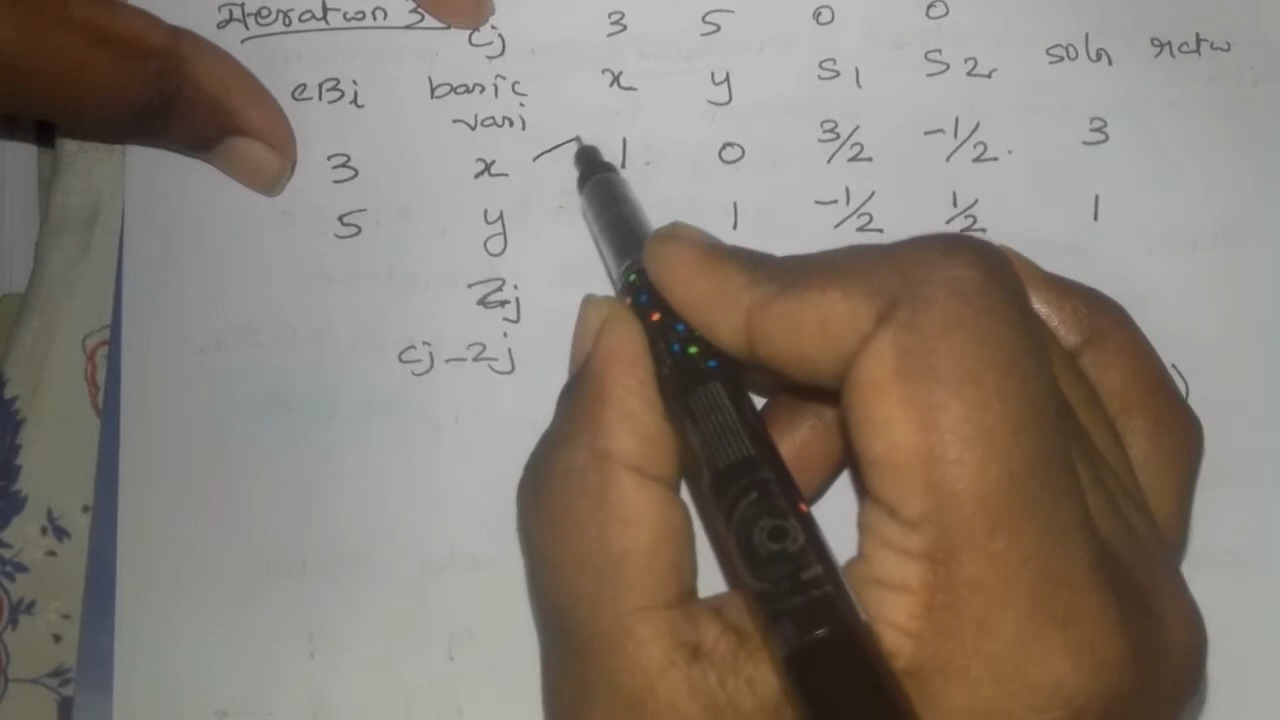 Iteration 3
cj 3 5 0 0
cBi basic vari x y S1 S2 soln ratio
3 x 1 0 3/2 -1/2 3
5 y 1 -1/2 1/2 1
Zj
cj-zj